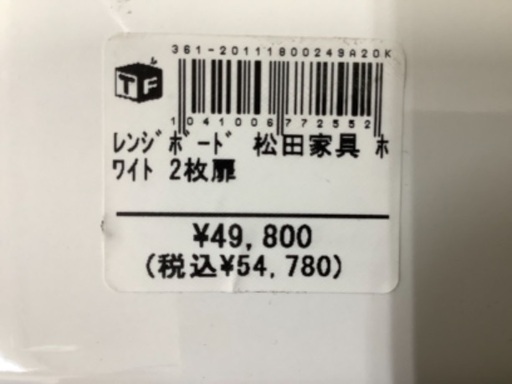 361-20111800249A20K
TF
1041006772552
ﾚﾝｼﾞﾎﾞｰﾄﾞ 松田家具 ﾎ
ﾜｲﾄ 2枚扉
¥49,800
(税込¥54,780)